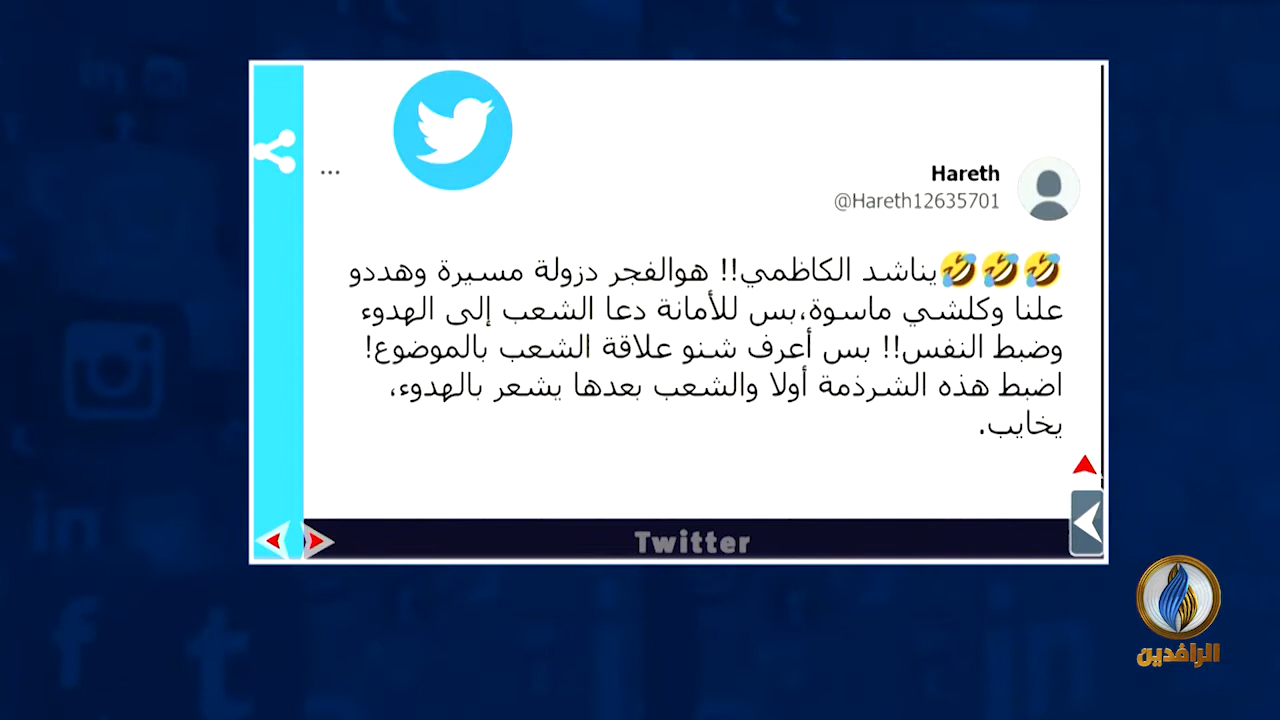 Hareth
@Hareth12635701
...
🤣🤣🤣يناشد الكاظمي!! هوالفجر دزولة مسيرة وهددو
علنا وكلشي ماسوة،بس للأمانة دعا الشعب إلى الهدوء
وضبط النفس!! بس أعرف شنو علاقة الشعب بالموضوع!
اضبط هذه الشرذمة أولا والشعب بعدها يشعر بالهدوء،
يخايب.
Twitter
الرافدين